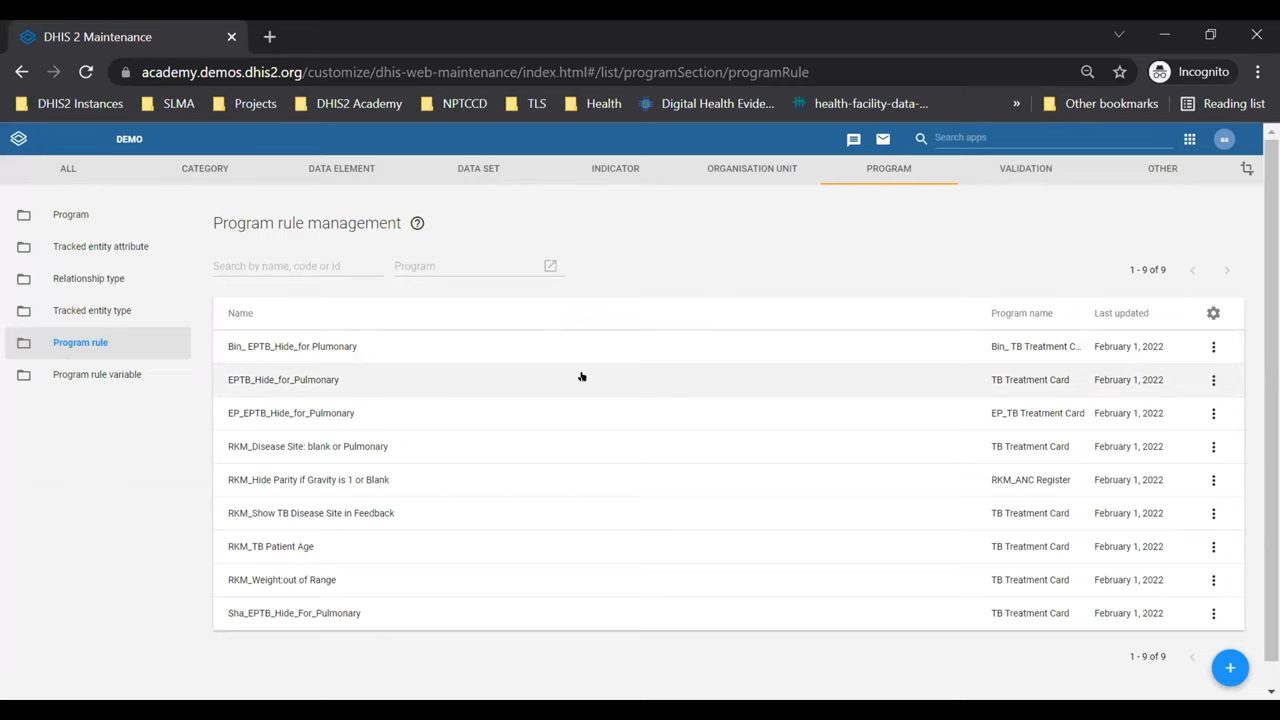 DHIS 2 Maintenance
academy.demos.dhis2.org/customize/dhis-web-maintenance/index.html#/list/programSection/programRule
Incognito
DHIS2 Instances SLMA Projects DHIS2 Academy NPTCCD TLS Health Digital Health Evide... health-facility-data-... » Other bookmarks Reading list
DEMO Search apps aa
ALL CATEGORY DATA ELEMENT DATA SET INDICATOR ORGANISATION UNIT PROGRAM VALIDATION OTHER
Program
Tracked entity attribute
Relationship type
Tracked entity type
Program rule
Program rule variable
Program rule management
Search by name, code or id Program 1 - 9 of 9
Name Program name Last updated
Bin_ EPTB_Hide_for Plumonary Bin_ TB Treatment C... February 1, 2022
EPTB_Hide_for_Pulmonary TB Treatment Card February 1, 2022
EP_EPTB_Hide_for_Pulmonary EP_TB Treatment Card February 1, 2022
RKM_Disease Site: blank or Pulmonary TB Treatment Card February 1, 2022
RKM_Hide Parity if Gravity is 1 or Blank RKM_ANC Register February 1, 2022
RKM_Show TB Disease Site in Feedback TB Treatment Card February 1, 2022
RKM_TB Patient Age TB Treatment Card February 1, 2022
RKM_Weight:out of Range TB Treatment Card February 1, 2022
Sha_EPTB_Hide_For_Pulmonary TB Treatment Card February 1, 2022
1 - 9 of 9